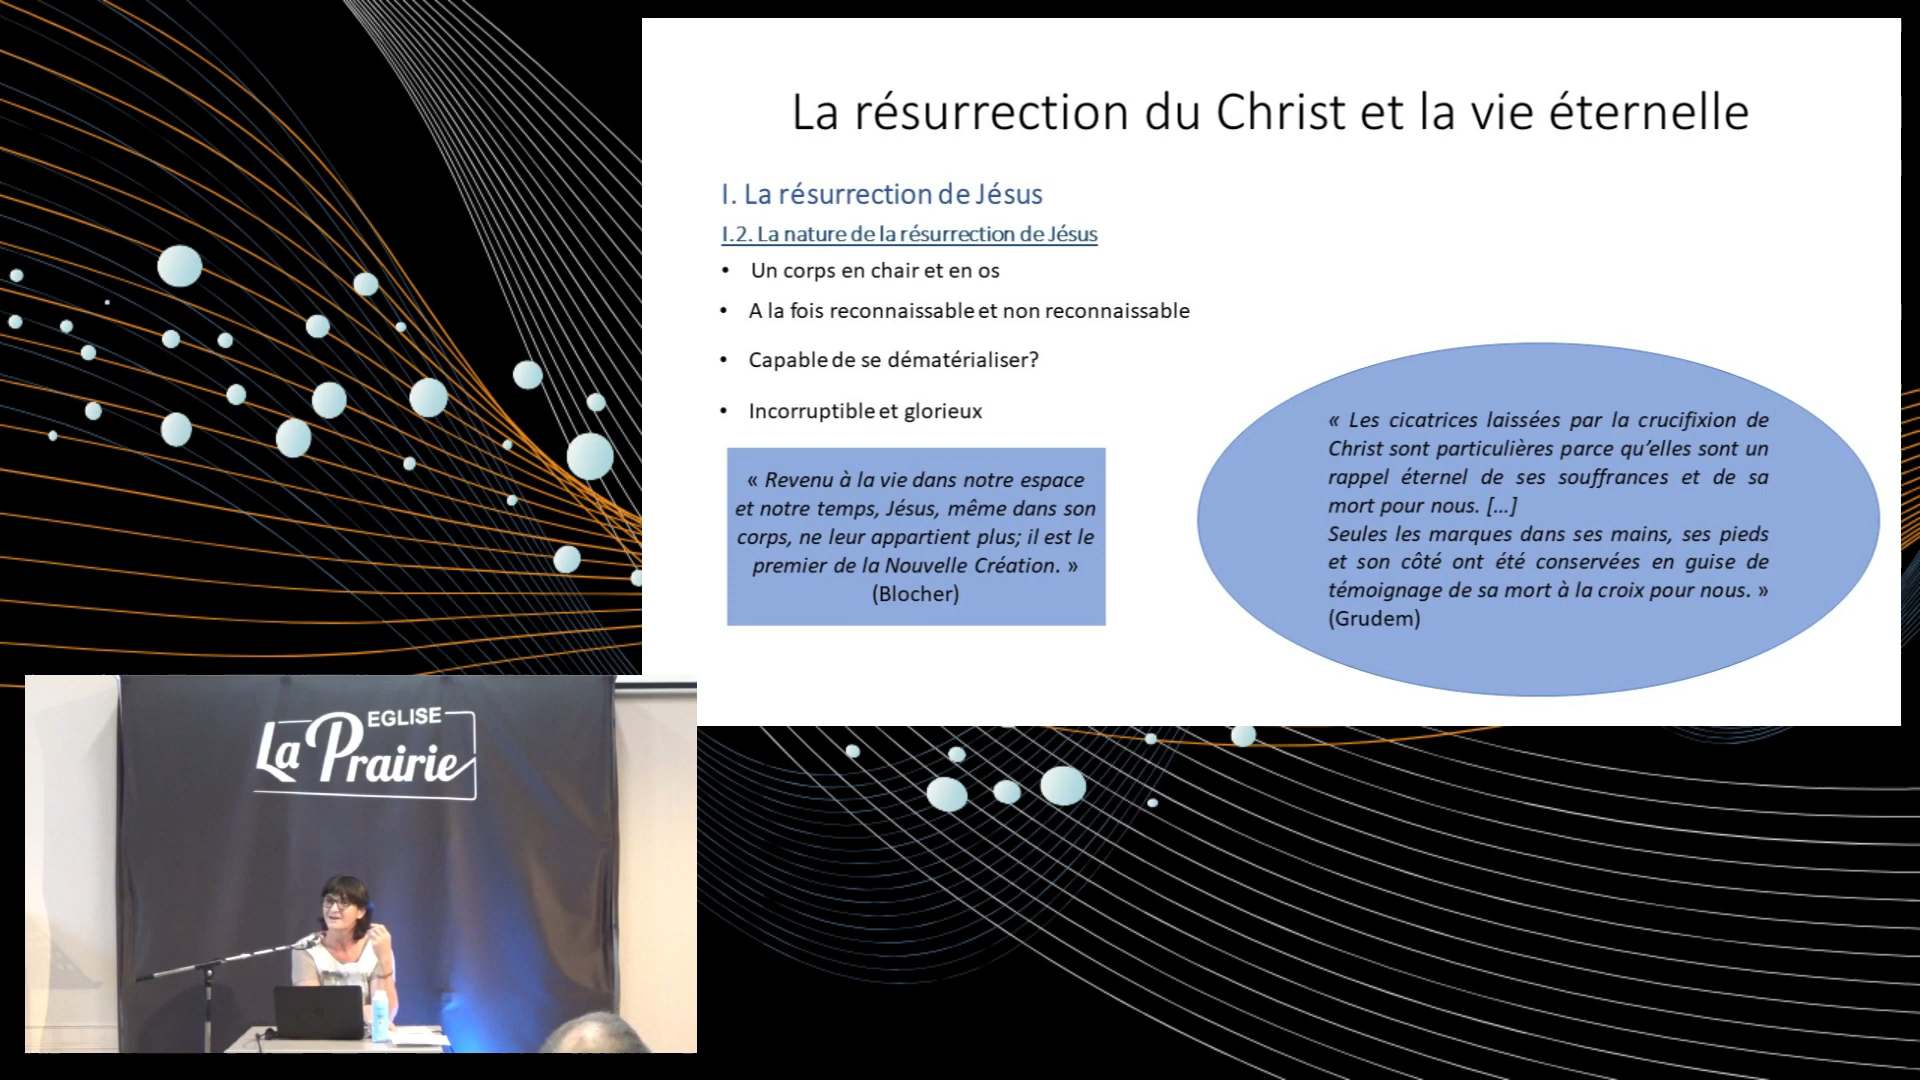 La résurrection du Christ et la vie éternelle
I. La résurrection de Jésus
I.2. La nature de la résurrection de Jésus
• Un corps en chair et en os
• A la fois reconnaissable et non reconnaissable
• Capable de se dématérialiser?
• Incorruptible et glorieux
« Revenu à la vie dans notre espace
et notre temps, Jésus, même dans son
corps, ne leur appartient plus; il est le
premier de la Nouvelle Création. »
(Blocher)
« Les cicatrices laissées par la crucifixion de
Christ sont particulières parce qu’elles sont un
rappel éternel de ses souffrances et de sa
mort pour nous. […]
Seules les marques dans ses mains, ses pieds
et son côté ont été conservées en guise de
témoignage de sa mort à la croix pour nous. »
(Grudem)
EGLISE
La Prairie